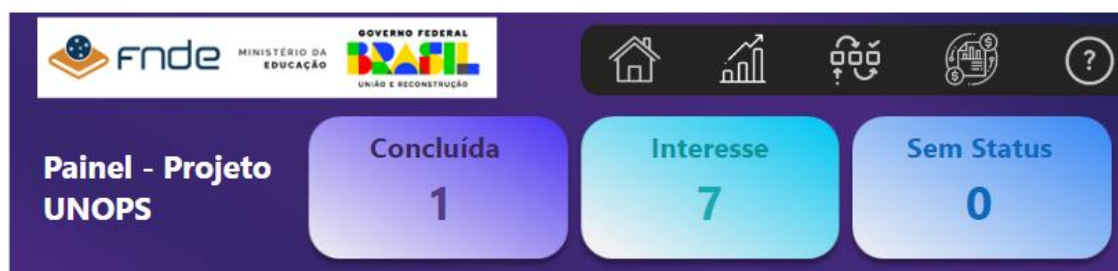 fnde
MINISTÉRIO DA
EDUCAÇÃO
GOVERNO FEDERAL
BRASIL
UNIÃO E RECONSTRUÇÃO
$
$
?
Painel - Projeto
UNOPS
Concluída
1
Interesse
7
Sem Status
0